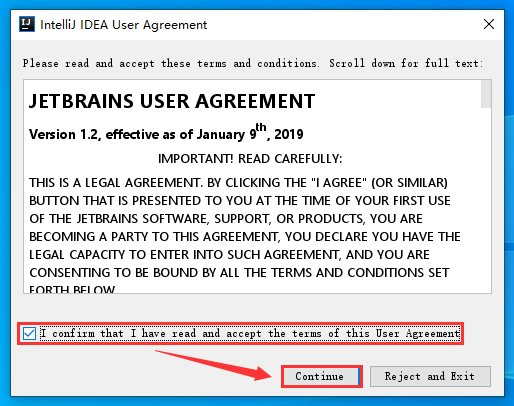 IJ IntelliJ IDEA User Agreement
Please read and accept these terms and conditions. Scroll down for full text:
JETBRAINS USER AGREEMENT
Version 1.2, effective as of January 9th, 2019
IMPORTANT! READ CAREFULLY:
THIS IS A LEGAL AGREEMENT. BY CLICKING THE "I AGREE" (OR SIMILAR)
BUTTON THAT IS PRESENTED TO YOU AT THE TIME OF YOUR FIRST USE
OF THE JETBRAINS SOFTWARE, SUPPORT, OR PRODUCTS, YOU ARE
BECOMING A PARTY TO THIS AGREEMENT, YOU DECLARE YOU HAVE THE
LEGAL CAPACITY TO ENTER INTO SUCH AGREEMENT, AND YOU ARE
CONSENTING TO BE BOUND BY ALL THE TERMS AND CONDITIONS SET
FORTH BELOW
I confirm that I have read and accept the terms of this User Agreement
Continue Reject and Exit